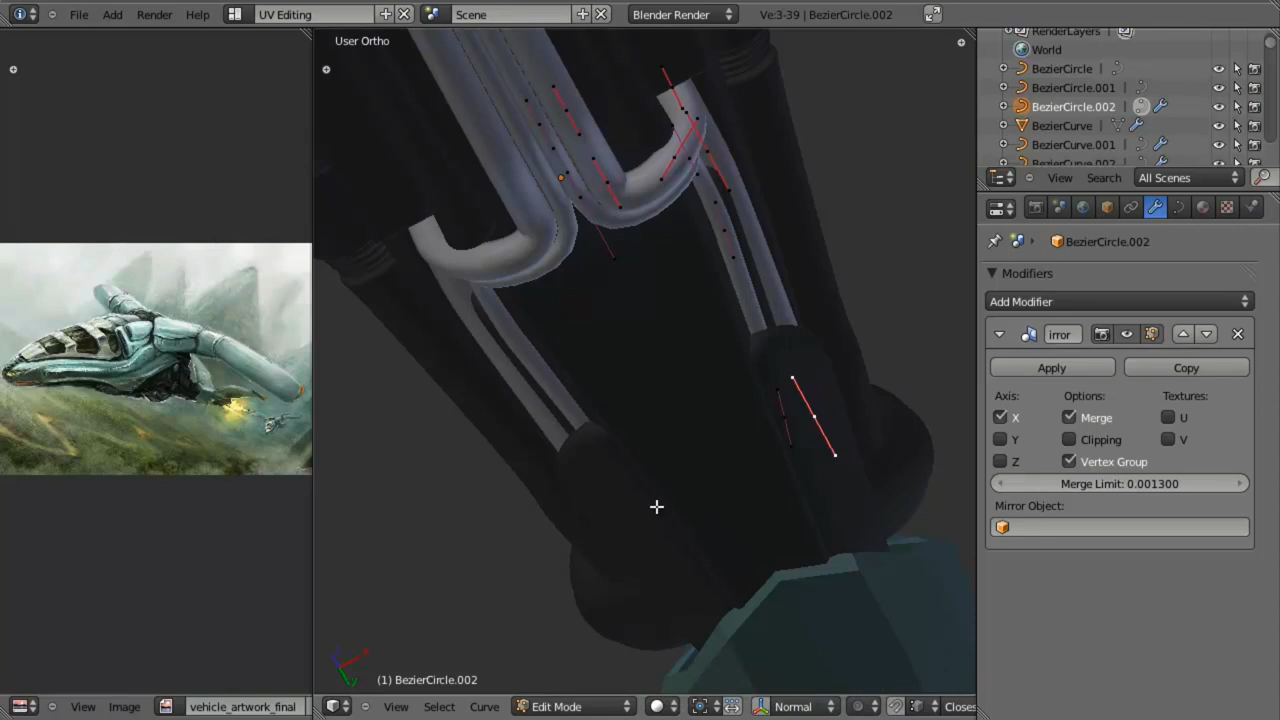 File Add Render Help UV Editing Scene Blender Render Ve:3-39 | BezierCircle.002
User Ortho
RenderLayers
World
BezierCircle
BezierCircle.001
BezierCircle.002
BezierCurve
BezierCurve.001
BezierCurve.002
View Search All Scenes
BezierCircle.002
Modifiers
Add Modifier
irror
Apply Copy
Axis: Options: Textures:
X Merge U
Y Clipping V
Z Vertex Group
Merge Limit: 0.001300
Mirror Object:
(1) BezierCircle.002
View Image vehicle_artwork_final View Select Curve Edit Mode Normal Closes